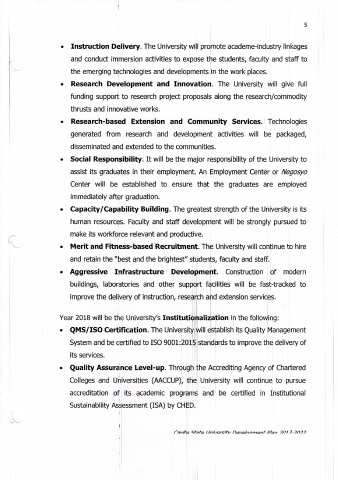 5
• Instruction Delivery. The University will promote academe-industry linkages
and conduct immersion activities to expose the students, faculty and staff to
the emerging technologies and developments in the work places.
• Research Development and Innovation. The University will give full
funding support to research project proposals along the research/commodity
thrusts and innovative works.
• Research-based Extension and Community Services. Technologies
generated from research and development activities will be packaged,
disseminated and extended to the communities.
• Social Responsibility. It will be the major responsibility of the University to
assist its graduates in their employment. An Employment Center or Negosyo
Center will be established to ensure that the graduates are employed
immediately after graduation.
• Capacity/Capability Building. The greatest strength of the University is its
human resources. Faculty and staff development will be strongly pursued to
make its workforce relevant and productive.
• Merit and Fitness-based Recruitment. The University will continue to hire
and retain the "best and the brightest" students, faculty and staff.
• Aggressive Infrastructure Development. Construction of modern
buildings, laboratories and other support facilities will be fast-tracked to
improve the delivery of instruction, research and extension services.
Year 2018 will be the University's Institutionalization in the following:
• QMS/ISO Certification. The University will establish its Quality Management
System and be certified to ISO 9001:2015 standards to improve the delivery of
its services.
• Quality Assurance Level-up. Through the Accrediting Agency of Chartered
Colleges and Universities (AACCUP), the University will continue to pursue
accreditation of its academic programs and be certified in Institutional
Sustainability Assessment (ISA) by CHED.
Cavite State University Development Plan 2017-2022